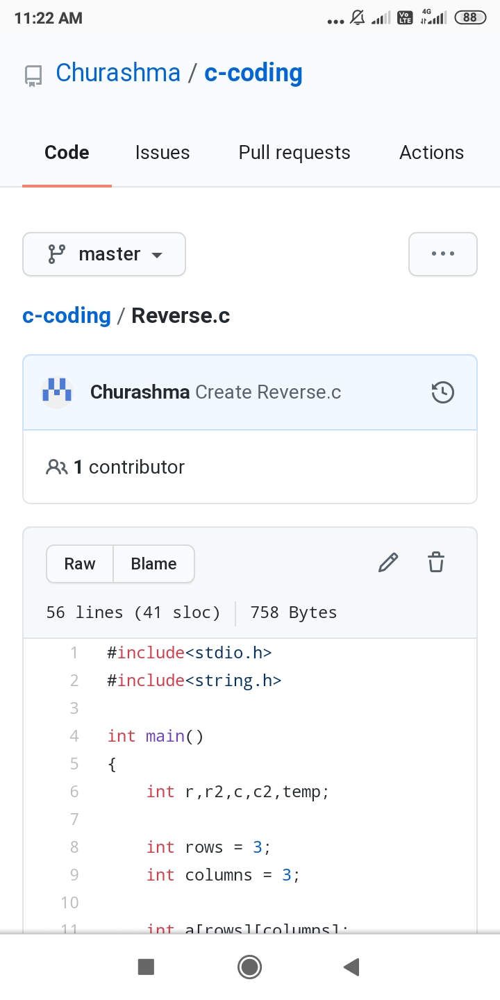 11:22 AM
Vo LTE 4G 88
Churashma / c-coding
Code Issues Pull requests Actions
master
c-coding / Reverse.c
Churashma Create Reverse.c
1 contributor
Raw Blame
56 lines (41 sloc) 758 Bytes
1 #include<stdio.h>
2 #include<string.h>
3
4 int main()
5 {
6 int r,r2,c,c2,temp;
7
8 int rows = 3;
9 int columns = 3;
10
11 int a[rows][columns];